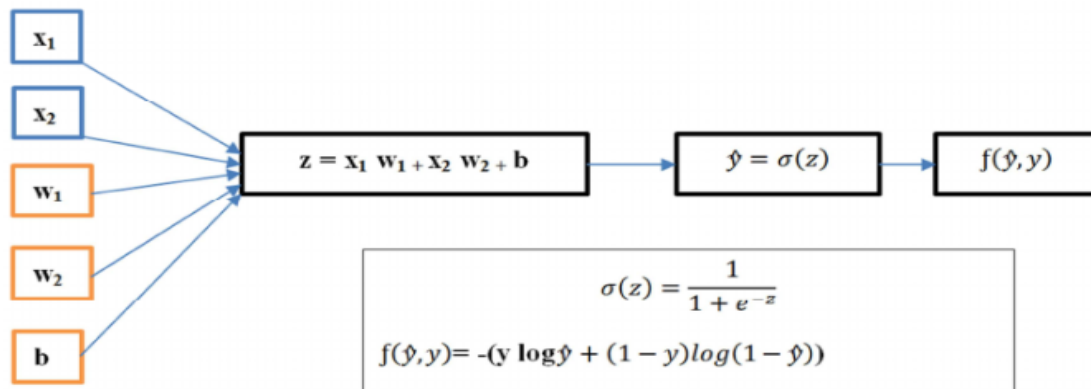 x₁
x₂
w₁
w₂
b
z = x₁ w₁ + x₂ w₂ + b
ŷ = σ(z)
f(ŷ, y)
σ(z) = 1 / (1 + e⁻ᶻ)
f(ŷ, y)= -(y logŷ + (1 − y)log(1 − ŷ))